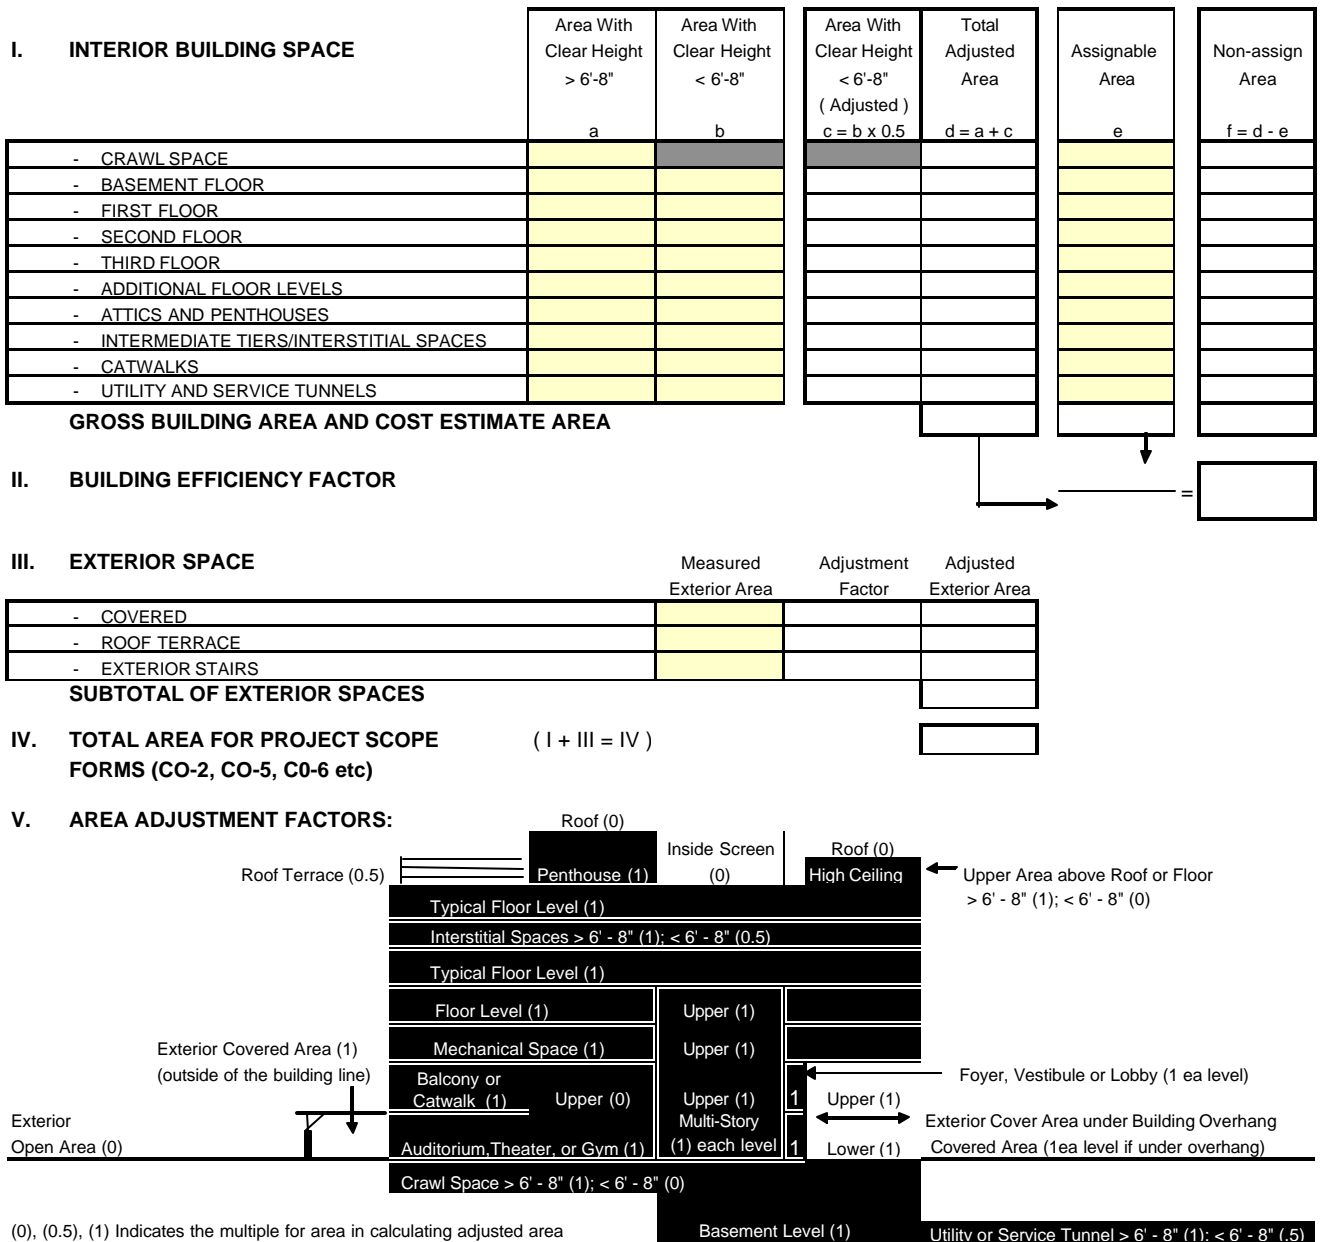 Area With Area With Area With Total
I. INTERIOR BUILDING SPACE Clear Height Clear Height Clear Height Adjusted Assignable Non-assign
> 6'-8" < 6'-8" < 6'-8" Area Area Area
( Adjusted )
a b c = b x 0.5 d = a + c e f = d - e
- CRAWL SPACE
- BASEMENT FLOOR
- FIRST FLOOR
- SECOND FLOOR
- THIRD FLOOR
- ADDITIONAL FLOOR LEVELS
- ATTICS AND PENTHOUSES
- INTERMEDIATE TIERS/INTERSTITIAL SPACES
- CATWALKS
- UTILITY AND SERVICE TUNNELS
GROSS BUILDING AREA AND COST ESTIMATE AREA
II. BUILDING EFFICIENCY FACTOR =
III. EXTERIOR SPACE Measured Adjustment Adjusted
Exterior Area Factor Exterior Area
- COVERED
- ROOF TERRACE
- EXTERIOR STAIRS
SUBTOTAL OF EXTERIOR SPACES
IV. TOTAL AREA FOR PROJECT SCOPE ( I + III = IV )
FORMS (CO-2, CO-5, C0-6 etc)
V. AREA ADJUSTMENT FACTORS: Roof (0)
Inside Screen Roof (0)
Roof Terrace (0.5) Penthouse (1) (0) High Ceiling Upper Area above Roof or Floor
> 6' - 8" (1); < 6' - 8" (0)
Typical Floor Level (1)
Interstitial Spaces > 6' - 8" (1); < 6' - 8" (0.5)
Typical Floor Level (1)
Floor Level (1) Upper (1)
Exterior Covered Area (1) Mechanical Space (1) Upper (1)
(outside of the building line) Balcony or Foyer, Vestibule or Lobby (1 ea level)
Catwalk (1) Upper (0) Upper (1) 1 Upper (1)
Exterior Multi-Story Exterior Cover Area under Building Overhang
Open Area (0) Auditorium,Theater, or Gym (1) (1) each level 1 Lower (1) Covered Area (1ea level if under overhang)
Crawl Space > 6' - 8" (1); < 6' - 8" (0)
(0), (0.5), (1) Indicates the multiple for area in calculating adjusted area Basement Level (1) Utility or Service Tunnel > 6' - 8" (1); < 6' - 8" (.5)